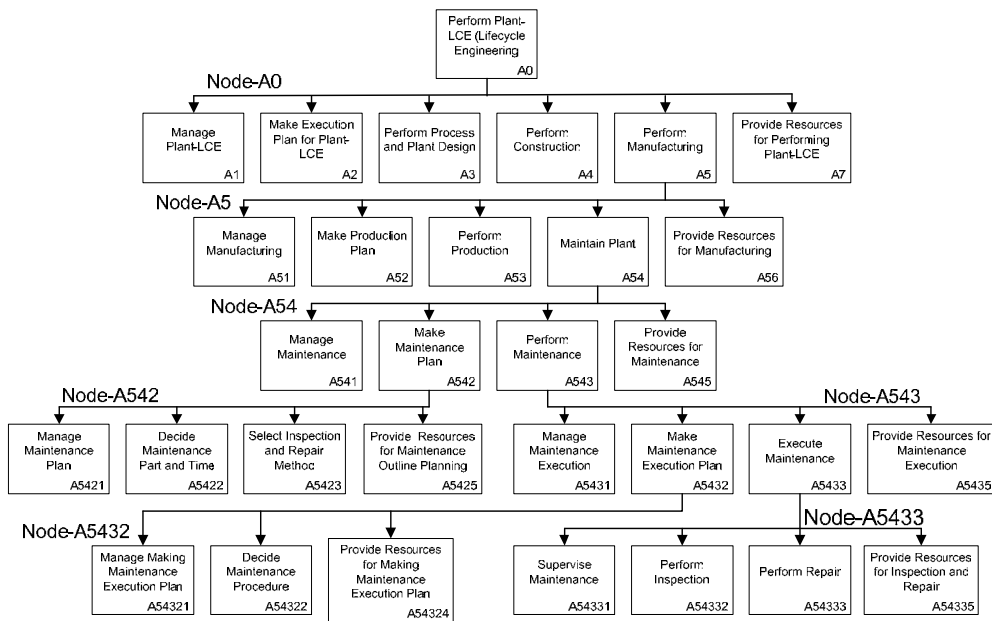 Perform Plant-
LCE (Lifecycle
Engineering
A0
Node-A0
Manage
Plant-LCE
A1
Make Execution
Plan for Plant-
LCE
A2
Perform Process
and Plant Design
A3
Perform
Construction
A4
Perform
Manufacturing
A5
Provide Resources
for Performing
Plant-LCE
A7
Node-A5
Manage
Manufacturing
A51
Make Production
Plan
A52
Perform
Production
A53
Maintain Plant
A54
Provide Resources
for Manufacturing
A56
Node-A54
Manage
Maintenance
A541
Make
Maintenance
Plan
A542
Perform
Maintenance
A543
Provide
Resources for
Maintenance
A545
Node-A542
Node-A543
Manage
Maintenance
Plan
A5421
Decide
Maintenance
Part and Time
A5422
Select Inspection
and Repair
Methoc
A5423
Provide Resources
for Maintenance
Outline Planning
A5425
Manage
Maintenance
Execution
A5431
Make
Maintenance
Execution Plan
A5432
Execute
Maintenance
A5433
Provide Resources for
Maintenance
Execution
A5435
Node-A5432
Node-A5433
Manage Making
Maintenance
Execution Plan
A54321
Decide
Maintenance
Procedure
A54322
Provide Resources
for Making
Maintenance
Execution Plan
A54324
Supervise
Maintenance
A54331
Perform
Inspection
A54332
Perform Repair
A54333
Provide Resources
for Inspection and
Repair
A54335